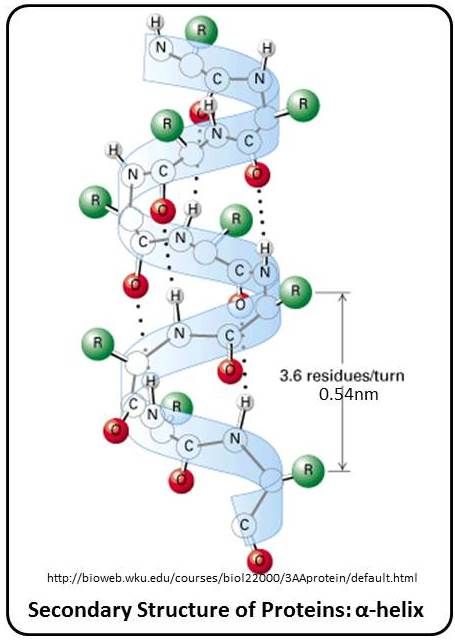 H
R
N
H
C
N
O
H
R
R
N
C
H
N
C
O
R
O
H
R
C
N
H
C
N
O
O
R
H
3.6 residues/turn
N
C
0.54nm
R
O
H
R
H
C
N
O
C
N
R
O
C
O
http://bioweb.wku.edu/courses/biol22000/3AAprotein/default.html
Secondary Structure of Proteins: α-helix